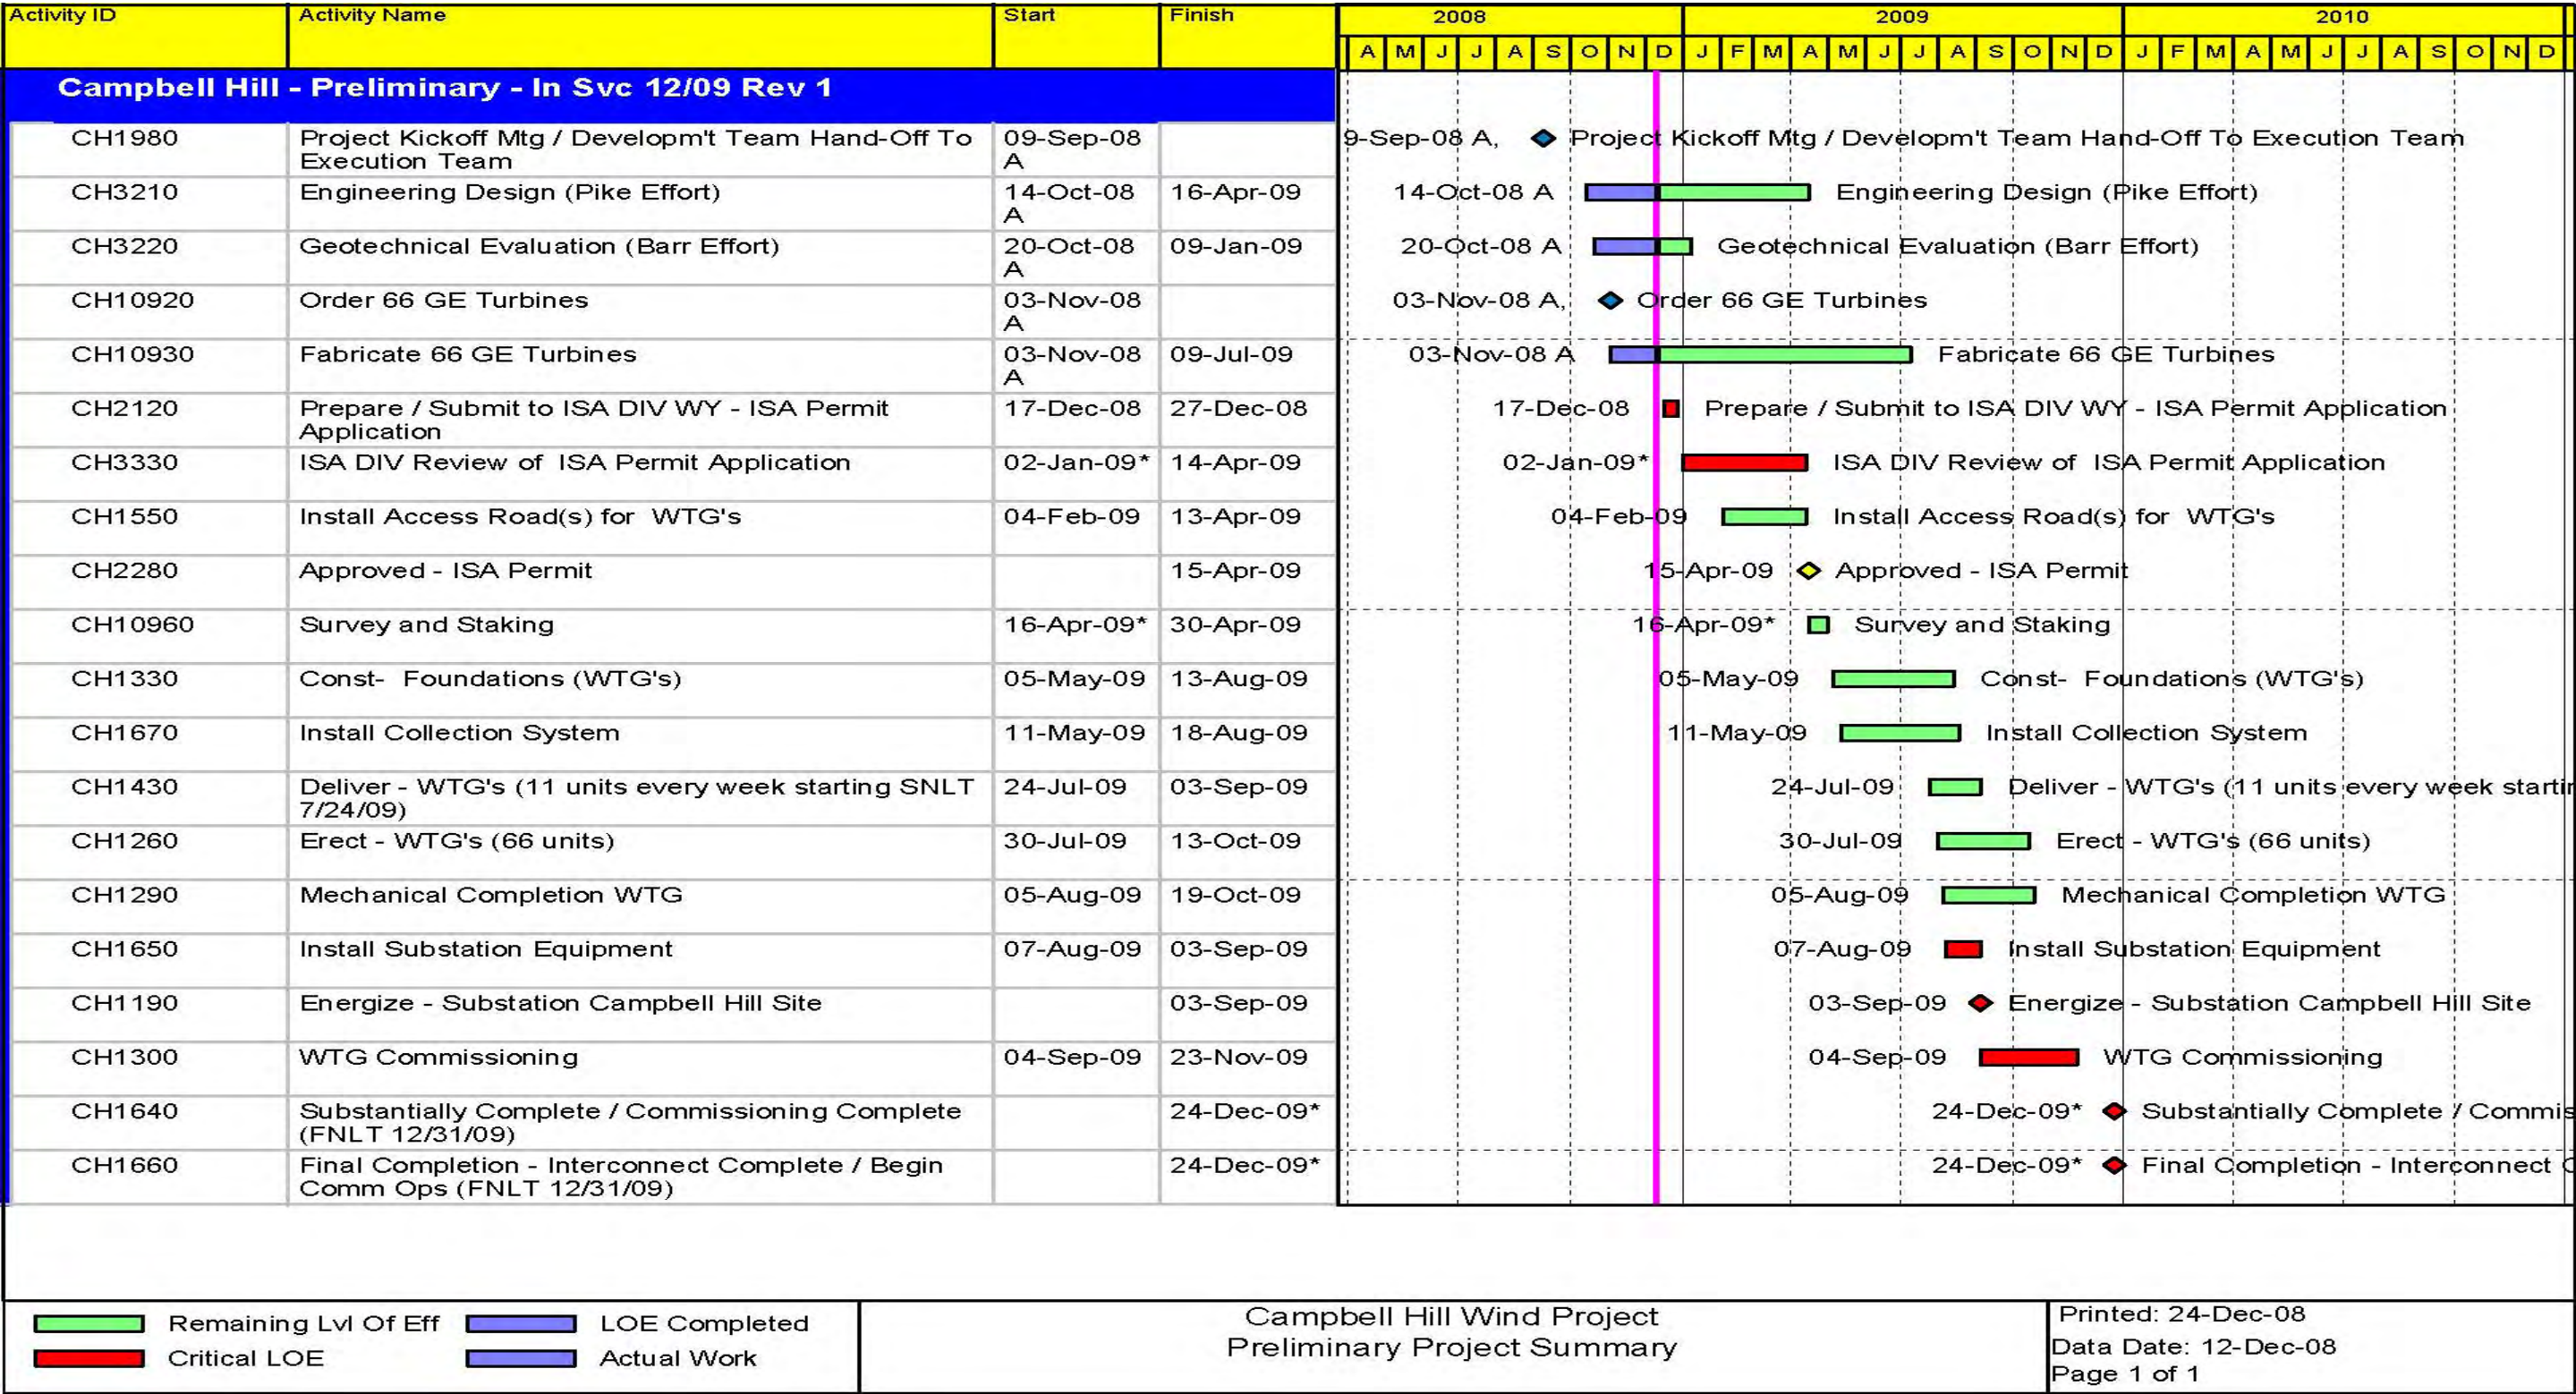 Activity ID Activity Name Start Finish 2008 2009 2010
A M J J A S O N D J F M A M J J A S O N D J F M A M J J A S O N D
Campbell Hill - Preliminary - In Svc 12/09 Rev 1
CH1980 Project Kickoff Mtg / Developm't Team Hand-Off To 09-Sep-08 9-Sep-08 A, Project Kickoff Mtg / Developm't Team Hand-Off To Execution Team
Execution Team A
CH3210 Engineering Design (Pike Effort) 14-Oct-08 16-Apr-09 14-Oct-08 A Engineering Design (Pike Effort)
A
CH3220 Geotechnical Evaluation (Barr Effort) 20-Oct-08 09-Jan-09 20-Oct-08 A Geotechnical Evaluation (Barr Effort)
A
CH10920 Order 66 GE Turbines 03-Nov-08 03-Nov-08 A, Order 66 GE Turbines
A
CH10930 Fabricate 66 GE Turbines 03-Nov-08 09-Jul-09 03-Nov-08 A Fabricate 66 GE Turbines
A
CH2120 Prepare / Submit to ISA DIV WY - ISA Permit 17-Dec-08 27-Dec-08 17-Dec-08 Prepare / Submit to ISA DIV WY - ISA Permit Application
Application
CH3330 ISA DIV Review of ISA Permit Application 02-Jan-09* 14-Apr-09 02-Jan-09* ISA DIV Review of ISA Permit Application
CH1550 Install Access Road(s) for WTG's 04-Feb-09 13-Apr-09 04-Feb-09 Install Access Road(s) for WTG's
CH2280 Approved - ISA Permit 15-Apr-09 15-Apr-09 Approved - ISA Permit
CH10960 Survey and Staking 16-Apr-09* 30-Apr-09 16-Apr-09* Survey and Staking
CH1330 Const- Foundations (WTG's) 05-May-09 13-Aug-09 05-May-09 Const- Foundations (WTG's)
CH1670 Install Collection System 11-May-09 18-Aug-09 11-May-09 Install Collection System
CH1430 Deliver - WTG's (11 units every week starting SNLT 24-Jul-09 03-Sep-09 24-Jul-09 Deliver - WTG's (11 units every week startin
7/24/09)
CH1260 Erect - WTG's (66 units) 30-Jul-09 13-Oct-09 30-Jul-09 Erect - WTG's (66 units)
CH1290 Mechanical Completion WTG 05-Aug-09 19-Oct-09 05-Aug-09 Mechanical Completion WTG
CH1650 Install Substation Equipment 07-Aug-09 03-Sep-09 07-Aug-09 Install Substation Equipment
CH1190 Energize - Substation Campbell Hill Site 03-Sep-09 03-Sep-09 Energize - Substation Campbell Hill Site
CH1300 WTG Commissioning 04-Sep-09 23-Nov-09 04-Sep-09 WTG Commissioning
CH1640 Substantially Complete / Commissioning Complete 24-Dec-09* 24-Dec-09* Substantially Complete / Commis
(FNLT 12/31/09)
CH1660 Final Completion - Interconnect Complete / Begin 24-Dec-09* 24-Dec-09* Final Completion - Interconnect C
Comm Ops (FNLT 12/31/09)
Remaining Lvl Of Eff LOE Completed
Critical LOE Actual Work
Campbell Hill Wind Project
Preliminary Project Summary
Printed: 24-Dec-08
Data Date: 12-Dec-08
Page 1 of 1